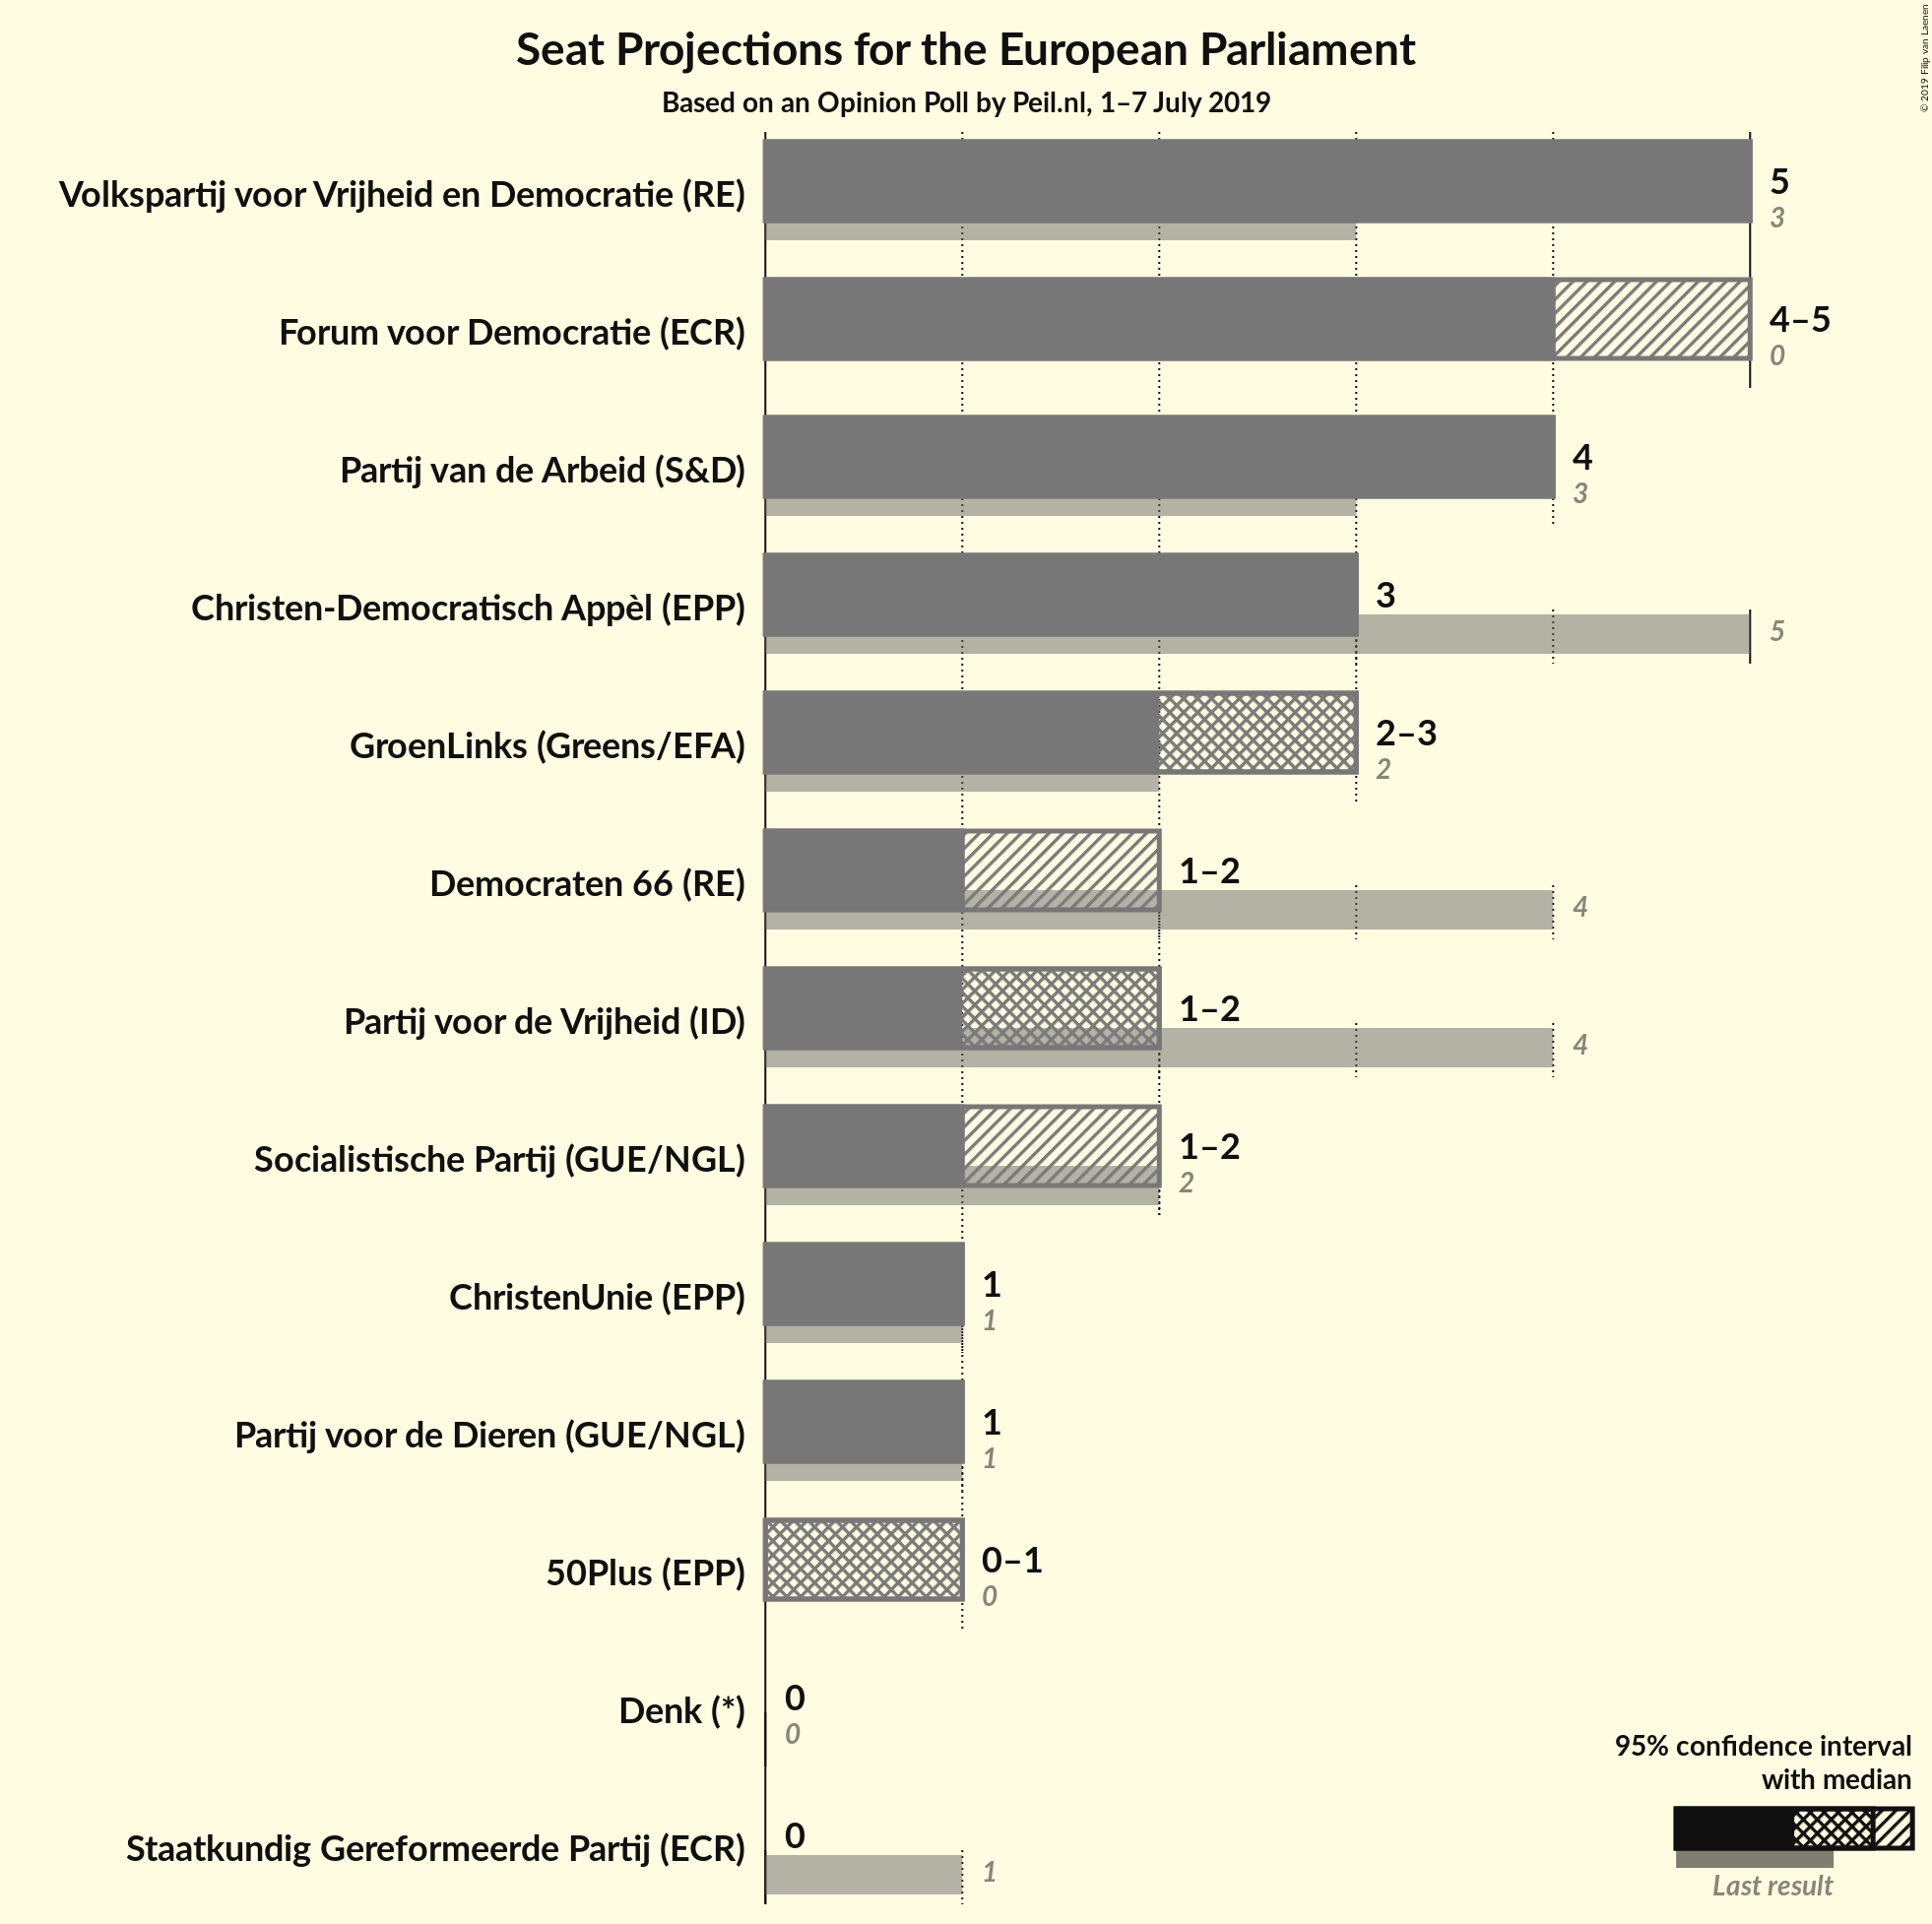 Seat Projections for the European Parliament
Based on an Opinion Poll by Peil.nl, 1–7 July 2019
© 2019 Filip van Laenen
Volkspartij voor Vrijheid en Democratie (RE)
5
3
Forum voor Democratie (ECR)
4–5
0
Partij van de Arbeid (S&D)
4
3
Christen-Democratisch Appèl (EPP)
3
5
GroenLinks (Greens/EFA)
2–3
2
Democraten 66 (RE)
1–2
4
Partij voor de Vrijheid (ID)
1–2
4
Socialistische Partij (GUE/NGL)
1–2
2
ChristenUnie (EPP)
1
1
Partij voor de Dieren (GUE/NGL)
1
1
50Plus (EPP)
0–1
0
Denk (*)
0
0
Staatkundig Gereformeerde Partij (ECR)
0
1
95% confidence interval
with median
Last result